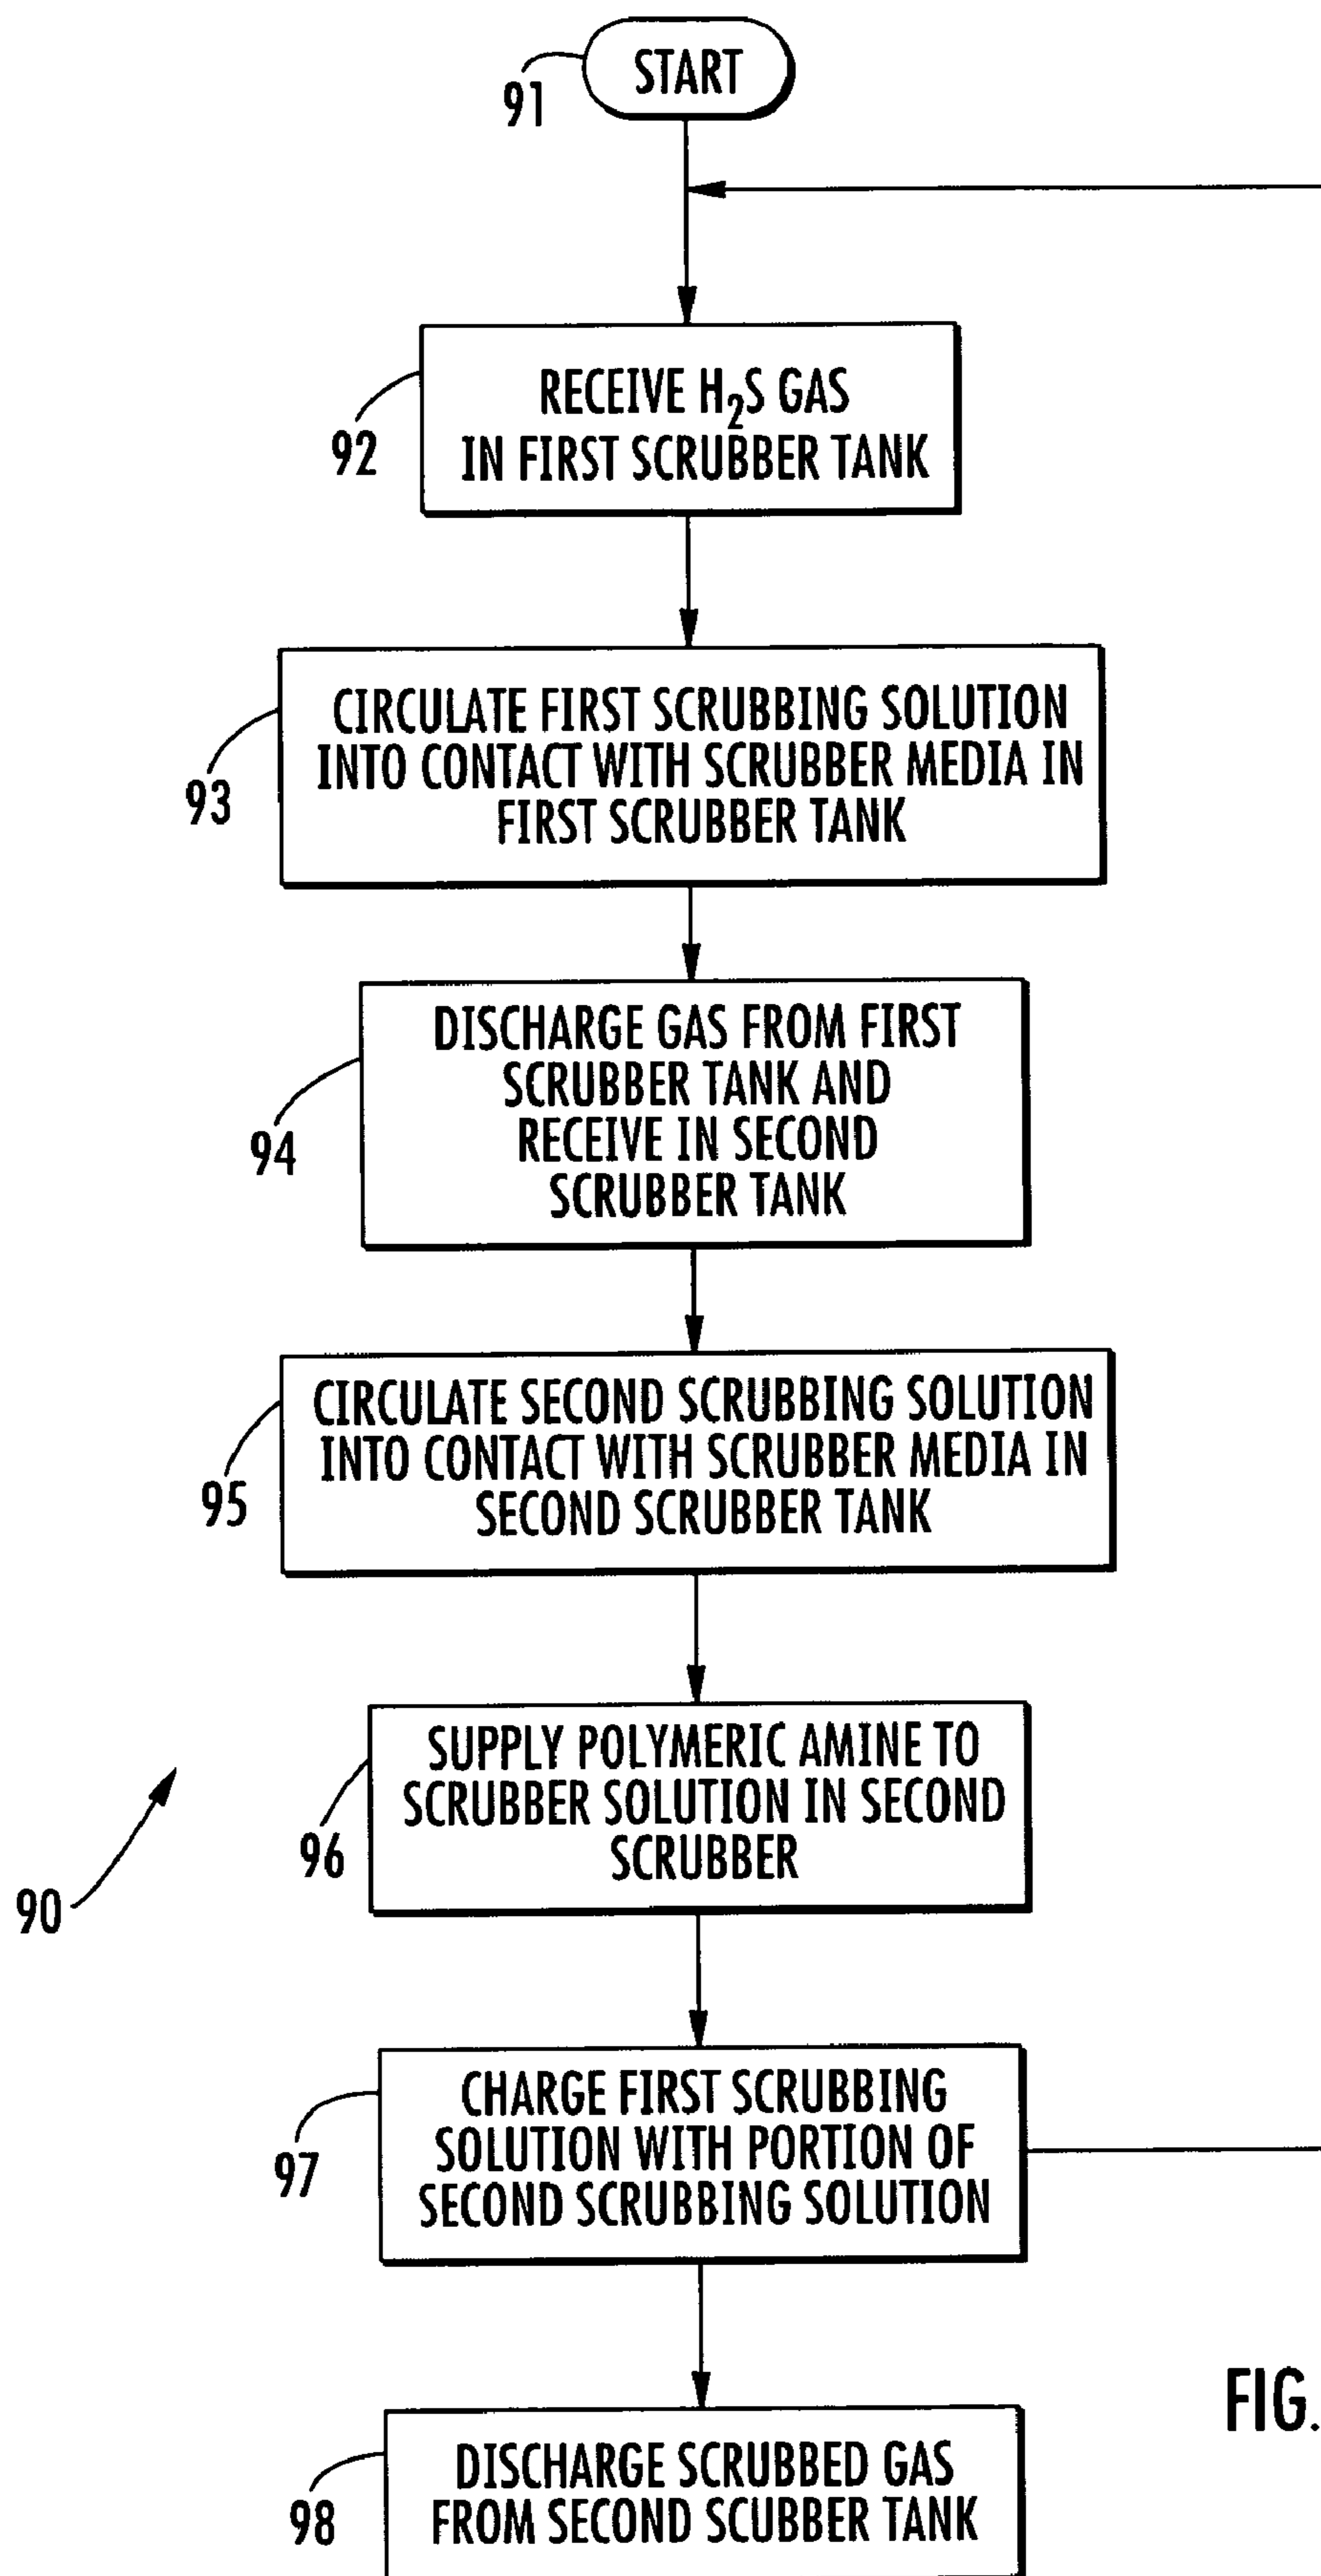 START
91
RECEIVE H₂S GAS
IN FIRST SCRUBBER TANK
92
CIRCULATE FIRST SCRUBBING SOLUTION
INTO CONTACT WITH SCRUBBER MEDIA IN
FIRST SCRUBBER TANK
93
DISCHARGE GAS FROM FIRST
SCRUBBER TANK AND
RECEIVE IN SECOND
SCRUBBER TANK
94
CIRCULATE SECOND SCRUBBING SOLUTION
INTO CONTACT WITH SCRUBBER MEDIA IN
SECOND SCRUBBER TANK
95
SUPPLY POLYMERIC AMINE TO
SCRUBBER SOLUTION IN SECOND
SCRUBBER
96
90
CHARGE FIRST SCRUBBING
SOLUTION WITH PORTION OF
SECOND SCRUBBING SOLUTION
97
FIG.
DISCHARGE SCRUBBED GAS
FROM SECOND SCUBBER TANK
98